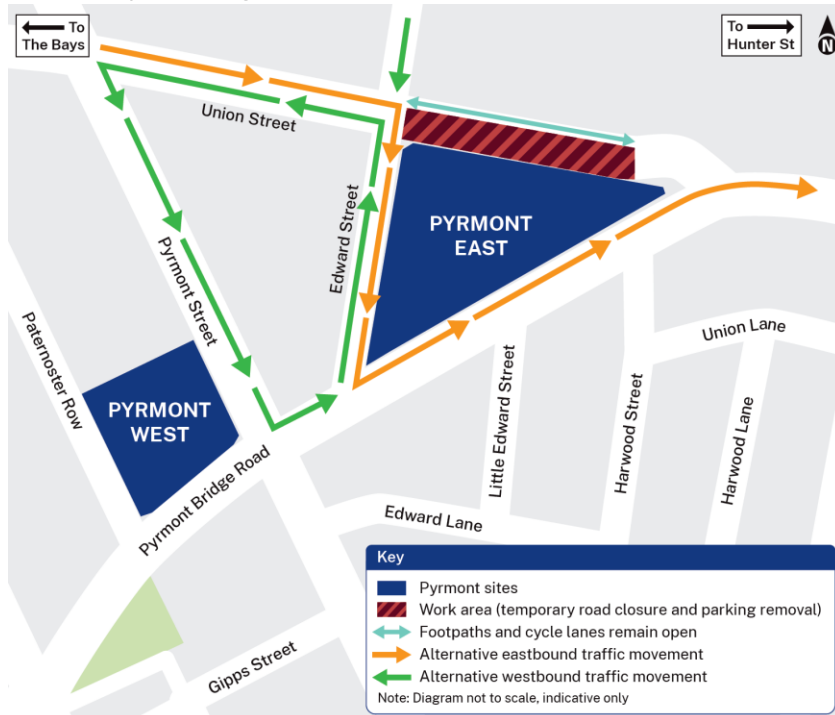 To
The Bays
To
Hunter St
N
Union Street
Edward Street
PYRMONT
EAST
Pyrmont Street
Paternoster Row
PYRMONT
WEST
Pyrmont Bridge Road
Little Edward Street
Harwood Street
Union Lane
Harwood Lane
Edward Lane
Gipps Street
Key
Pyrmont sites
Work area (temporary road closure and parking removal)
Footpaths and cycle lanes remain open
Alternative eastbound traffic movement
Alternative westbound traffic movement
Note: Diagram not to scale, indicative only